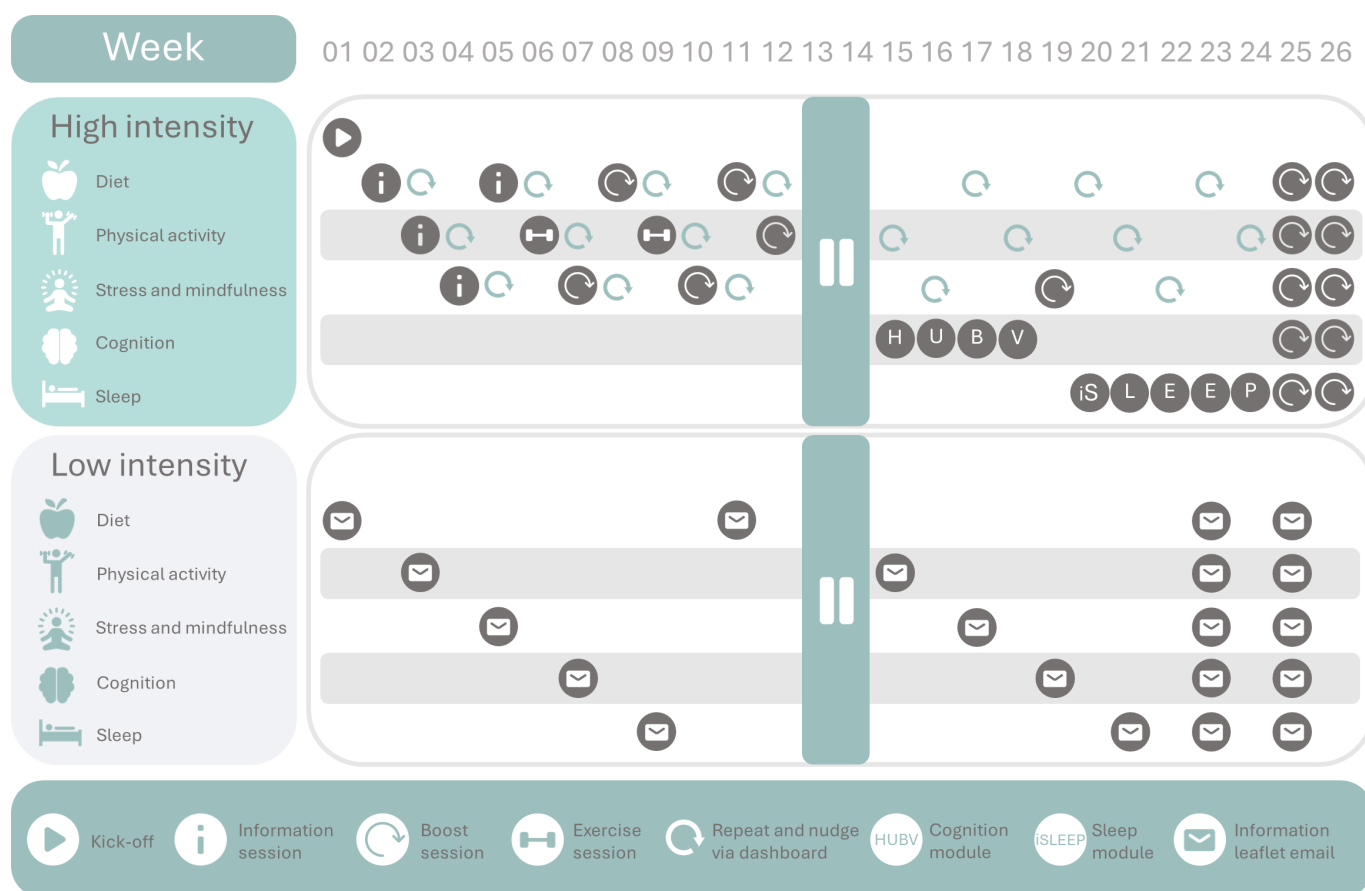 Week
01 02 03 04 05 06 07 08 09 10 11 12 13 14 15 16 17 18 19 20 21 22 23 24 25 26
High intensity
Diet
i
i
Physical activity
i
Stress and mindfulness
i
Cognition
H U B V
Sleep
iS L E E P
Low intensity
Diet
Physical activity
Stress and mindfulness
Cognition
Sleep
Kick-off
i
Information
session
Boost
session
Exercise
session
Repeat and nudge
via dashboard
HUBV
Cognition
module
iSLEEP
Sleep
module
Information
leaflet email